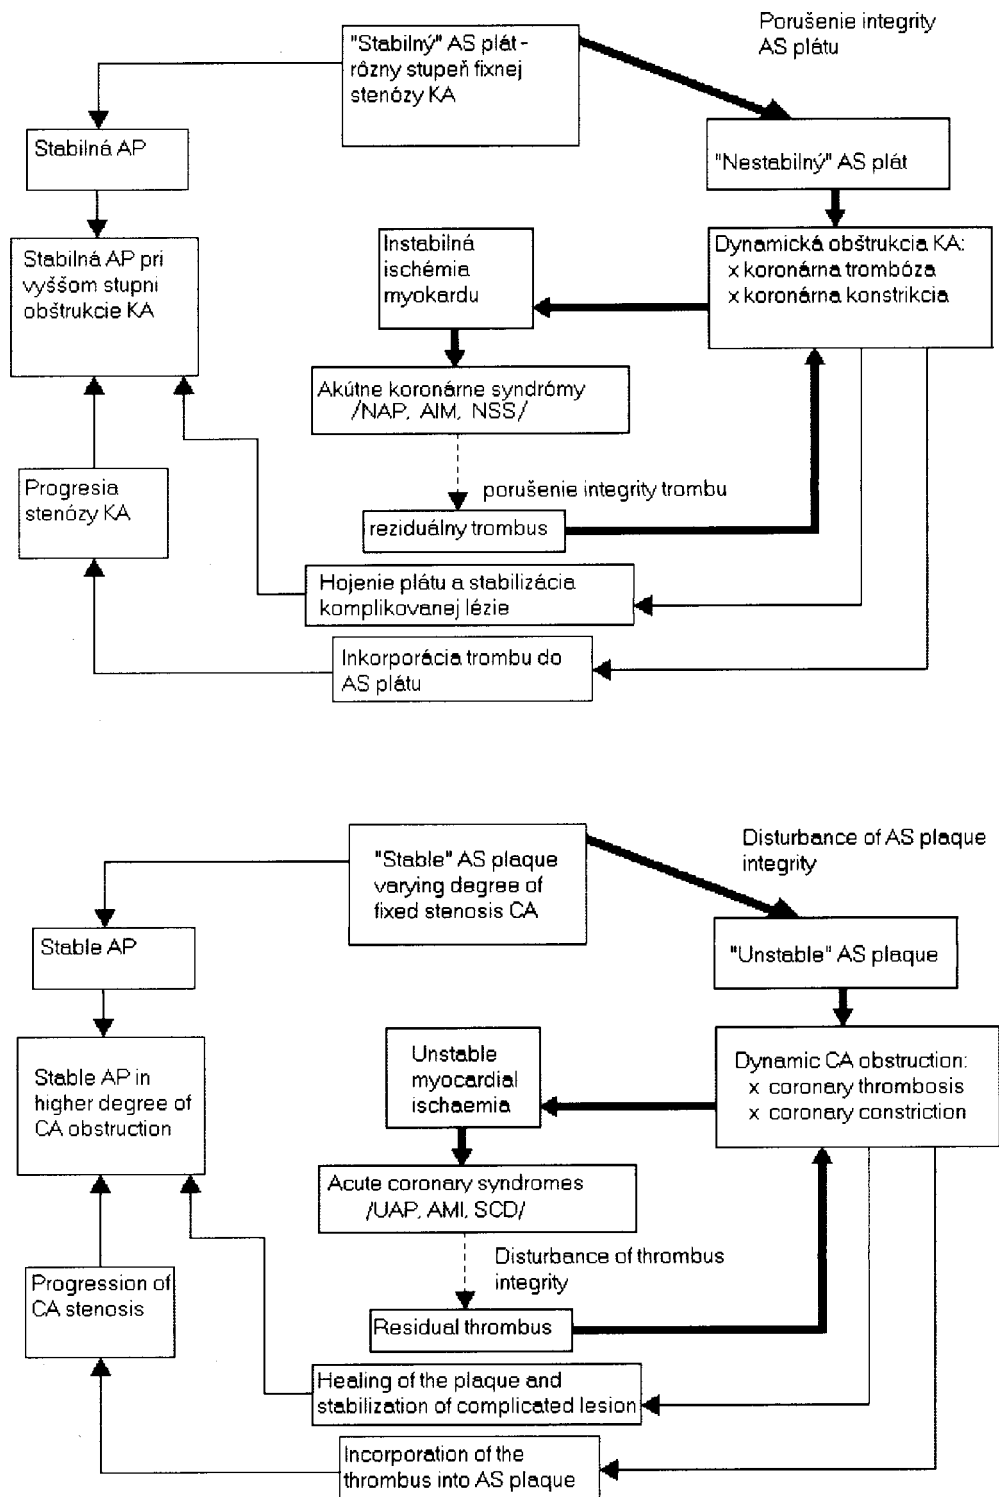 Porušenie integrity
AS plátu
"Stabilný" AS plát -
rôzny stupeň fixnej
stenózy KA
Stabilná AP
"Nestabilný" AS plát
Stabilná AP pri
vyššom stupni
obštrukcie KA
Instabilná
ischémia
myokardu
Dynamická obštrukcia KA:
x koronárna trombóza
x koronárna konstrikcia
Akútne koronárne syndrómy
/NAP, AIM, NSS/
Progresia
stenózy KA
porušenie integrity trombu
reziduálny trombus
Hojenie plátu a stabilizácia
komplikovanej lézie
Inkorporácia trombu do
AS plátu
Disturbance of AS plaque
integrity
"Stable" AS plaque
varying degree of
fixed stenosis CA
Stable AP
"Unstable" AS plaque
Stable AP in
higher degree of
CA obstruction
Unstable
myocardial
ischaemia
Dynamic CA obstruction:
x coronary thrombosis
x coronary constriction
Acute coronary syndromes
/UAP, AMI, SCD/
Progression of
CA stenosis
Disturbance of thrombus
integrity
Residual thrombus
Healing of the plaque and
stabilization of complicated lesion
Incorporation of the
thrombus into AS plaque